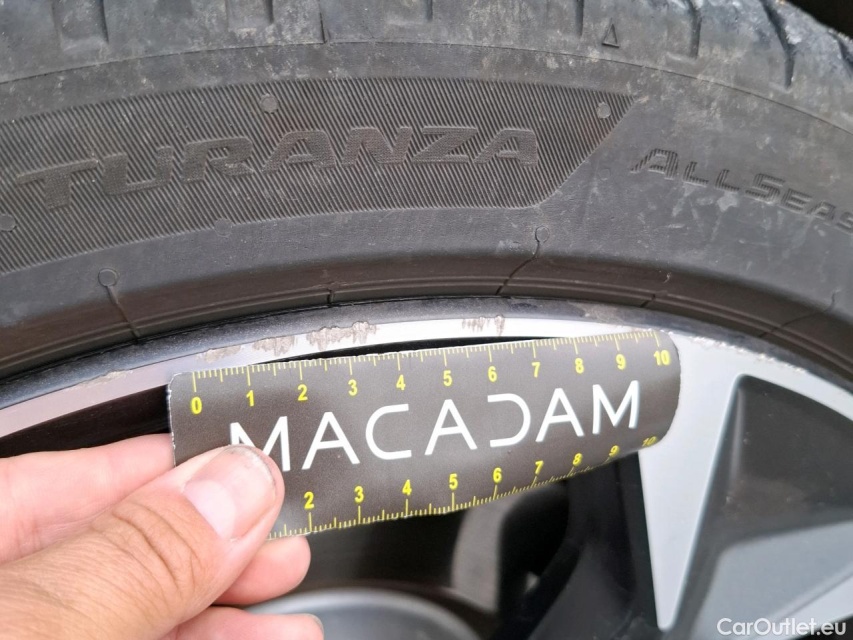 TURANZA
ALLSEAS
0 1 2 3 4 5 6 7 8 9 10
MACADAM
2 3 4 5 6 7 8 9 10
CarOutlet.eu